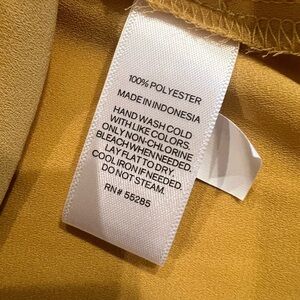 100% POLYESTER
MADE IN INDONESIA
HAND WASH COLD
WITH LIKE COLORS.
ONLY NON-CHLORINE
BLEACH WHEN NEEDED.
LAY FLAT TO DRY.
COOL IRON IF NEEDED.
DO NOT STEAM.
RN# 55285